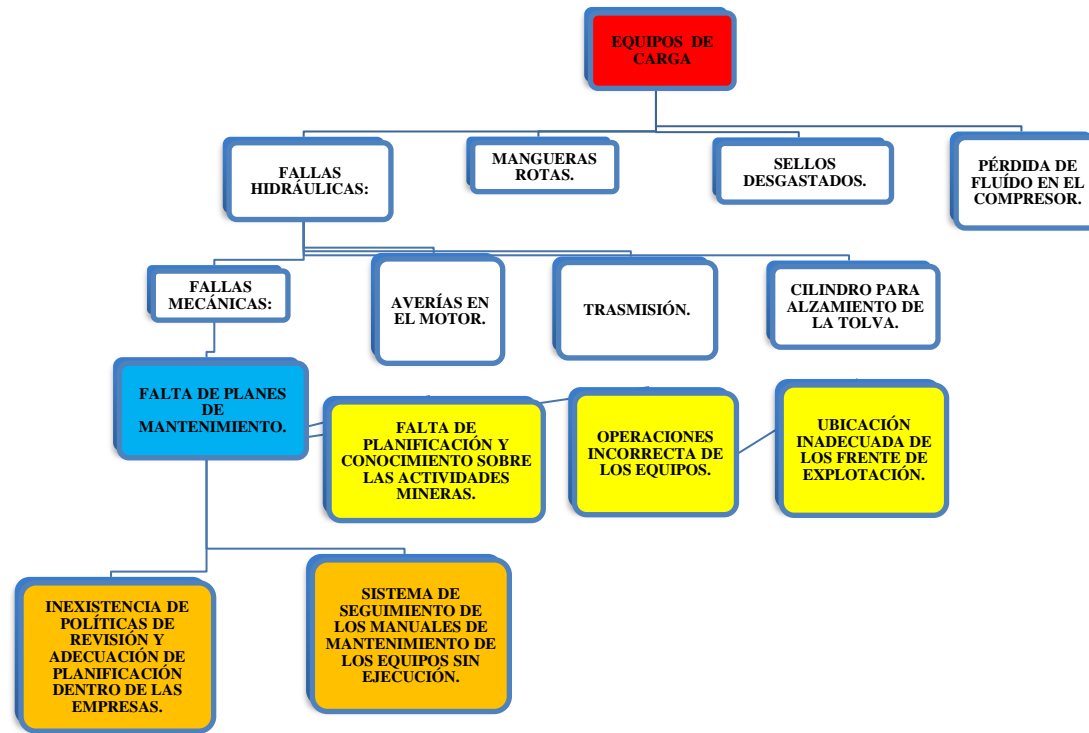 EQUIPOS DE
CARGA
FALLAS
HIDRÁULICAS:
MANGUERAS
ROTAS.
SELLOS
DESGASTADOS.
PÉRDIDA DE
FLUÍDO EN EL
COMPRESOR.
FALLAS
MECÁNICAS:
AVERÍAS EN
EL MOTOR.
TRASMISIÓN.
CILINDRO PARA
ALZAMIENTO DE
LA TOLVA.
FALTA DE PLANES
DE
MANTENIMIENTO.
FALTA DE
PLANIFICACIÓN Y
CONOCIMIENTO SOBRE
LAS ACTIVIDADES
MINERAS.
OPERACIONES
INCORRECTA DE
LOS EQUIPOS.
UBICACIÓN
INADECUADA DE
LOS FRENTE DE
EXPLOTACIÓN.
INEXISTENCIA DE
POLÍTICAS DE
REVISIÓN Y
ADECUACIÓN DE
PLANIFICACIÓN
DENTRO DE LAS
EMPRESAS.
SISTEMA DE
SEGUIMIENTO DE
LOS MANUALES DE
MANTENIMIENTO DE
LOS EQUIPOS SIN
EJECUCIÓN.